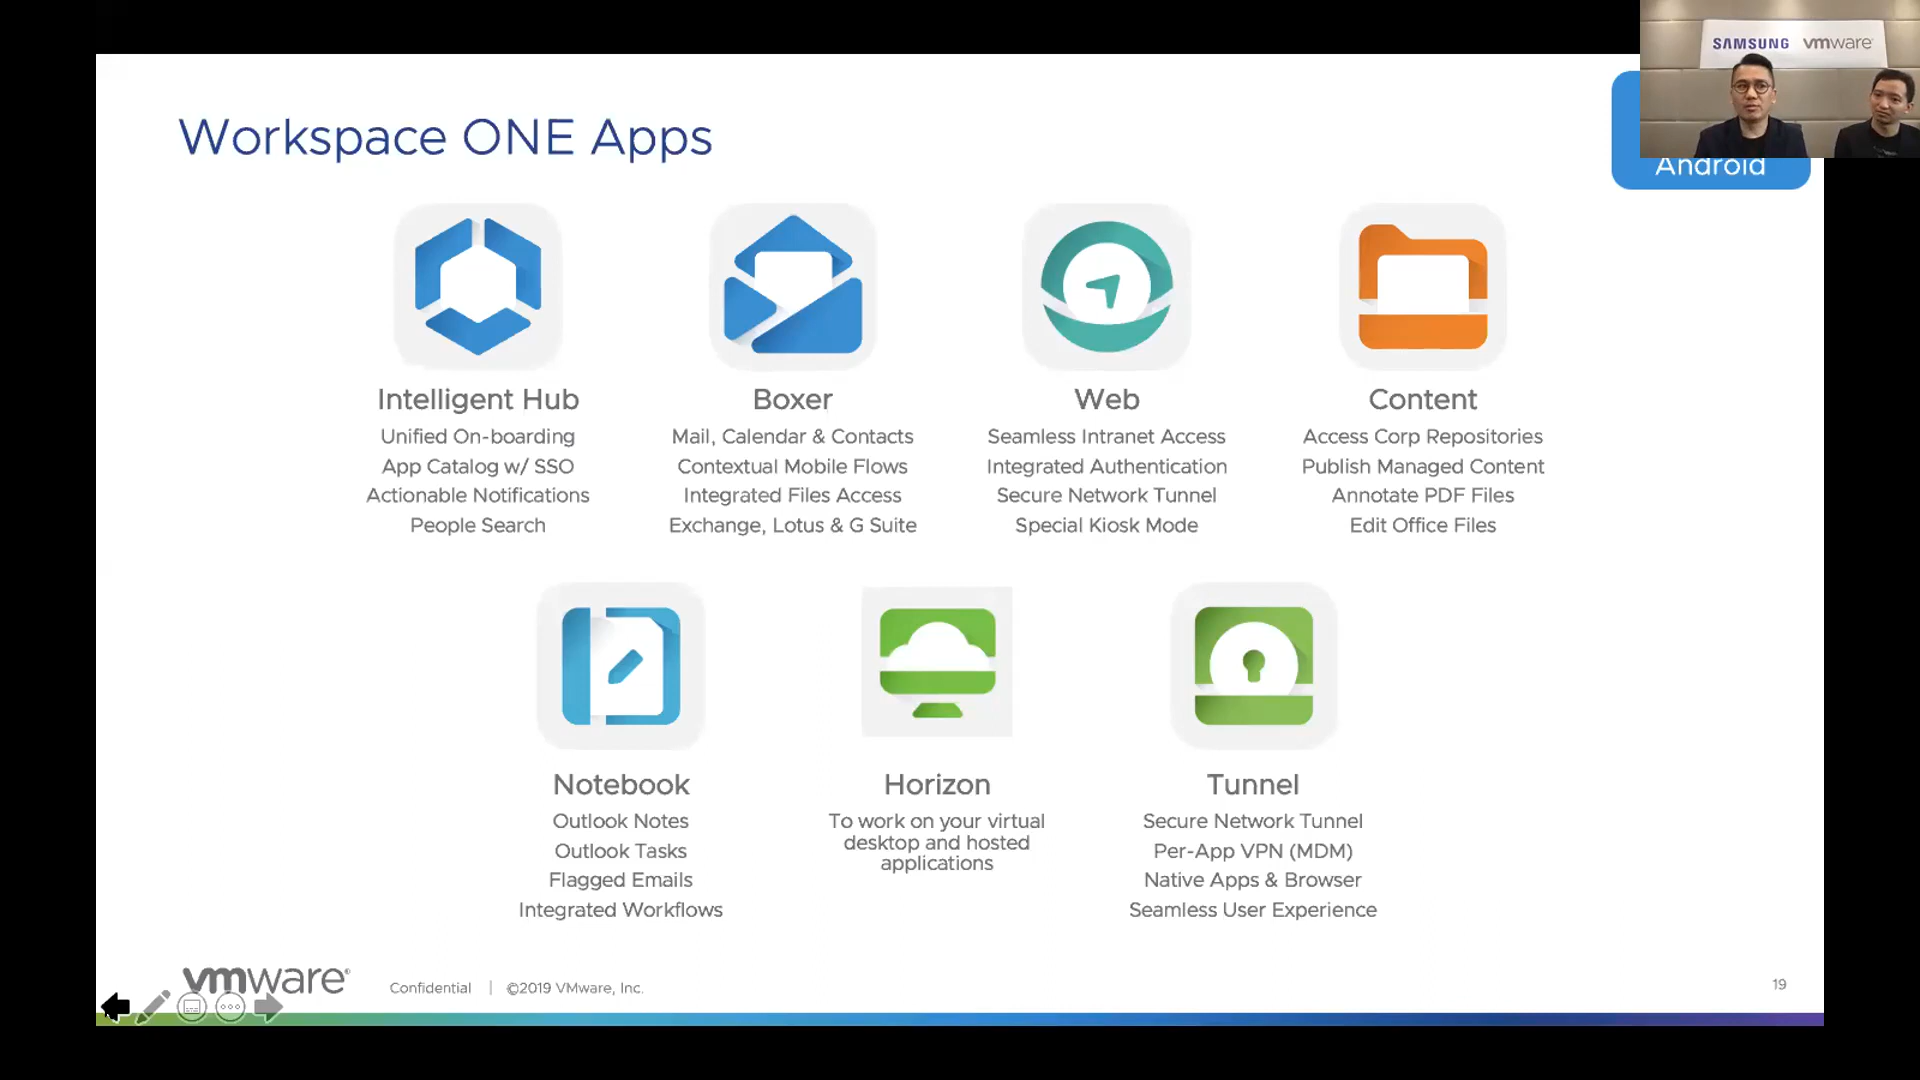 SAMSUNG vmware
Workspace ONE Apps
Android
Intelligent Hub
Unified On-boarding
App Catalog w/ SSO
Actionable Notifications
People Search
Boxer
Mail, Calendar & Contacts
Contextual Mobile Flows
Integrated Files Access
Exchange, Lotus & G Suite
Web
Seamless Intranet Access
Integrated Authentication
Secure Network Tunnel
Special Kiosk Mode
Content
Access Corp Repositories
Publish Managed Content
Annotate PDF Files
Edit Office Files
Notebook
Outlook Notes
Outlook Tasks
Flagged Emails
Integrated Workflows
Horizon
To work on your virtual
desktop and hosted
applications
Tunnel
Secure Network Tunnel
Per-App VPN (MDM)
Native Apps & Browser
Seamless User Experience
vmware®
Confidential | ©2019 VMware, Inc.
19